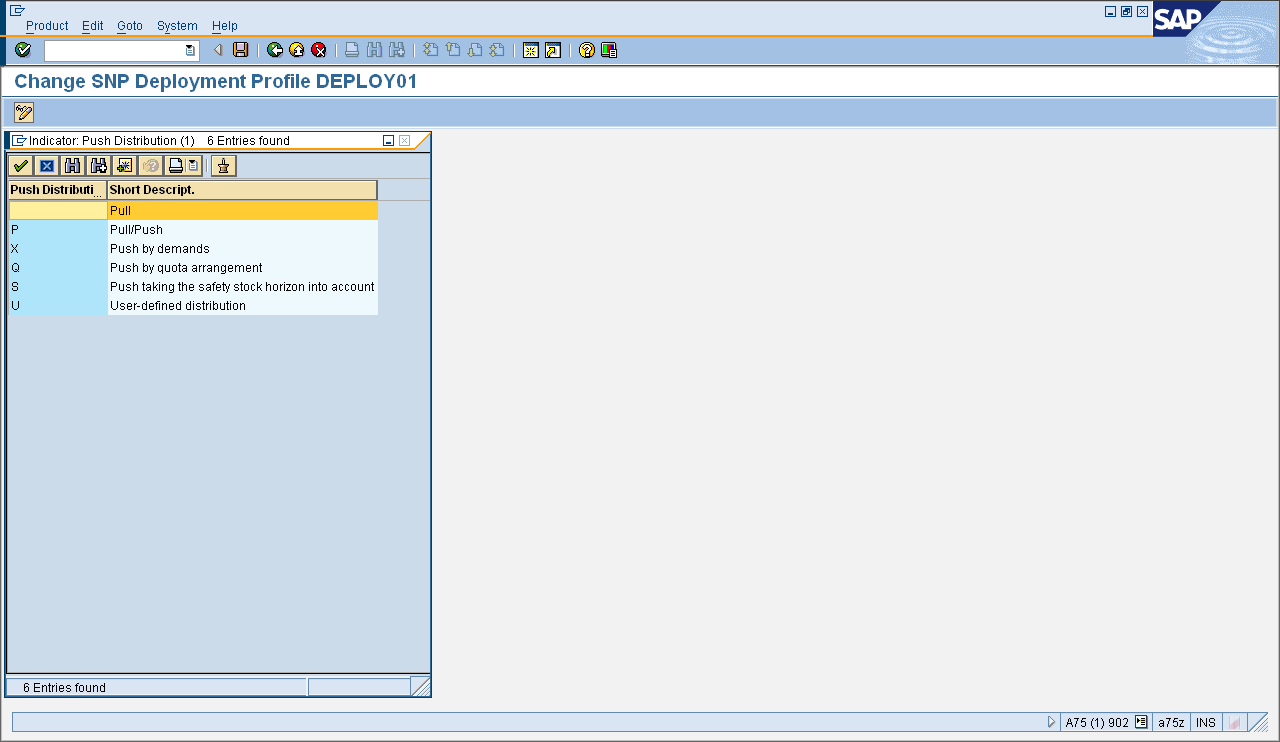 Product Edit Goto System Help
SAP
Change SNP Deployment Profile DEPLOY01
Indicator: Push Distribution (1) 6 Entries found
Push Distributi... Short Descript.
Pull
P Pull/Push
X Push by demands
Q Push by quota arrangement
S Push taking the safety stock horizon into account
U User-defined distribution
6 Entries found
A75 (1) 902 a75z INS